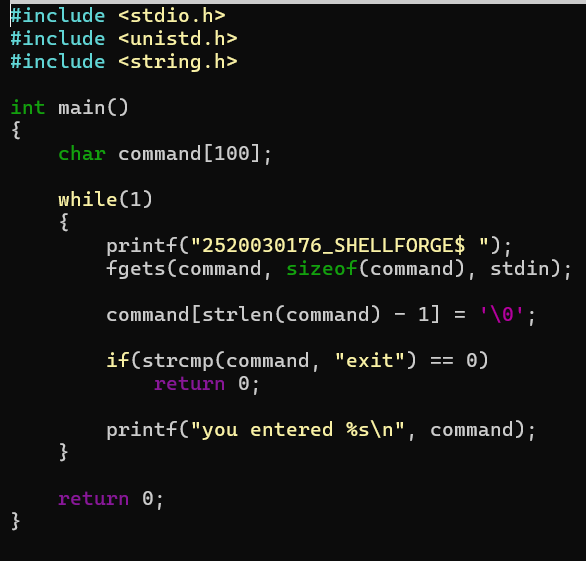 #include <stdio.h>
#include <unistd.h>
#include <string.h>

int main()
{
    char command[100];

    while(1)
    {
        printf("2520030176_SHELLFORGE$ ");
        fgets(command, sizeof(command), stdin);

        command[strlen(command) - 1] = '\0';

        if(strcmp(command, "exit") == 0)
            return 0;

        printf("you entered %s\n", command);
    }

    return 0;
}